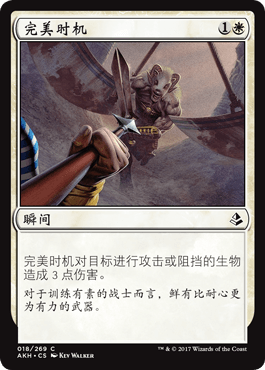 完美时机 1
瞬间
完美时机对目标进行攻击或阻挡的生物
造成 3 点伤害。
对于训练有素的战士而言，鲜有比耐心更
为有力的武器。
018/269 C
AKH • CS KEV WALKER
™ & © 2017 Wizards of the Coast